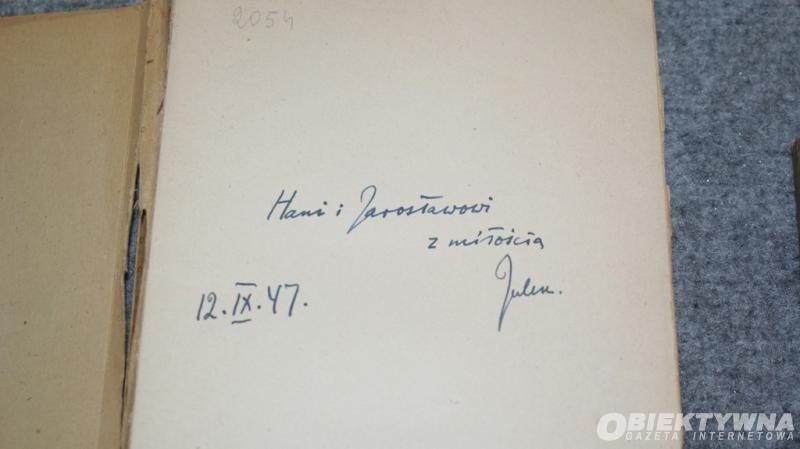 2054
Hani i Jarosławowi
z miłością
Julek.
12.IX.47.
OBIEKTYWNA
GAZETA INTERNETOWA